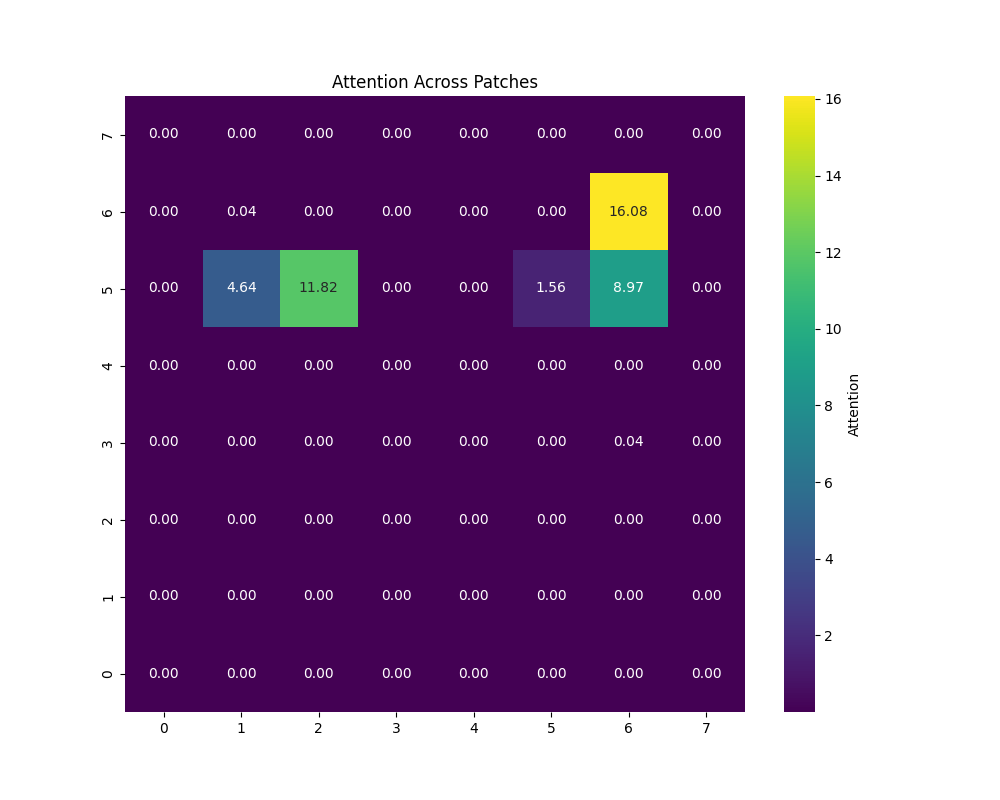 Attention Across Patches
7 0.00 0.00 0.00 0.00 0.00 0.00 0.00 0.00
6 0.00 0.04 0.00 0.00 0.00 0.00 16.08 0.00
5 0.00 4.64 11.82 0.00 0.00 1.56 8.97 0.00
4 0.00 0.00 0.00 0.00 0.00 0.00 0.00 0.00
3 0.00 0.00 0.00 0.00 0.00 0.00 0.04 0.00
2 0.00 0.00 0.00 0.00 0.00 0.00 0.00 0.00
1 0.00 0.00 0.00 0.00 0.00 0.00 0.00 0.00
0 0.00 0.00 0.00 0.00 0.00 0.00 0.00 0.00
0 1 2 3 4 5 6 7
16
14
12
10
8
6
4
2
Attention